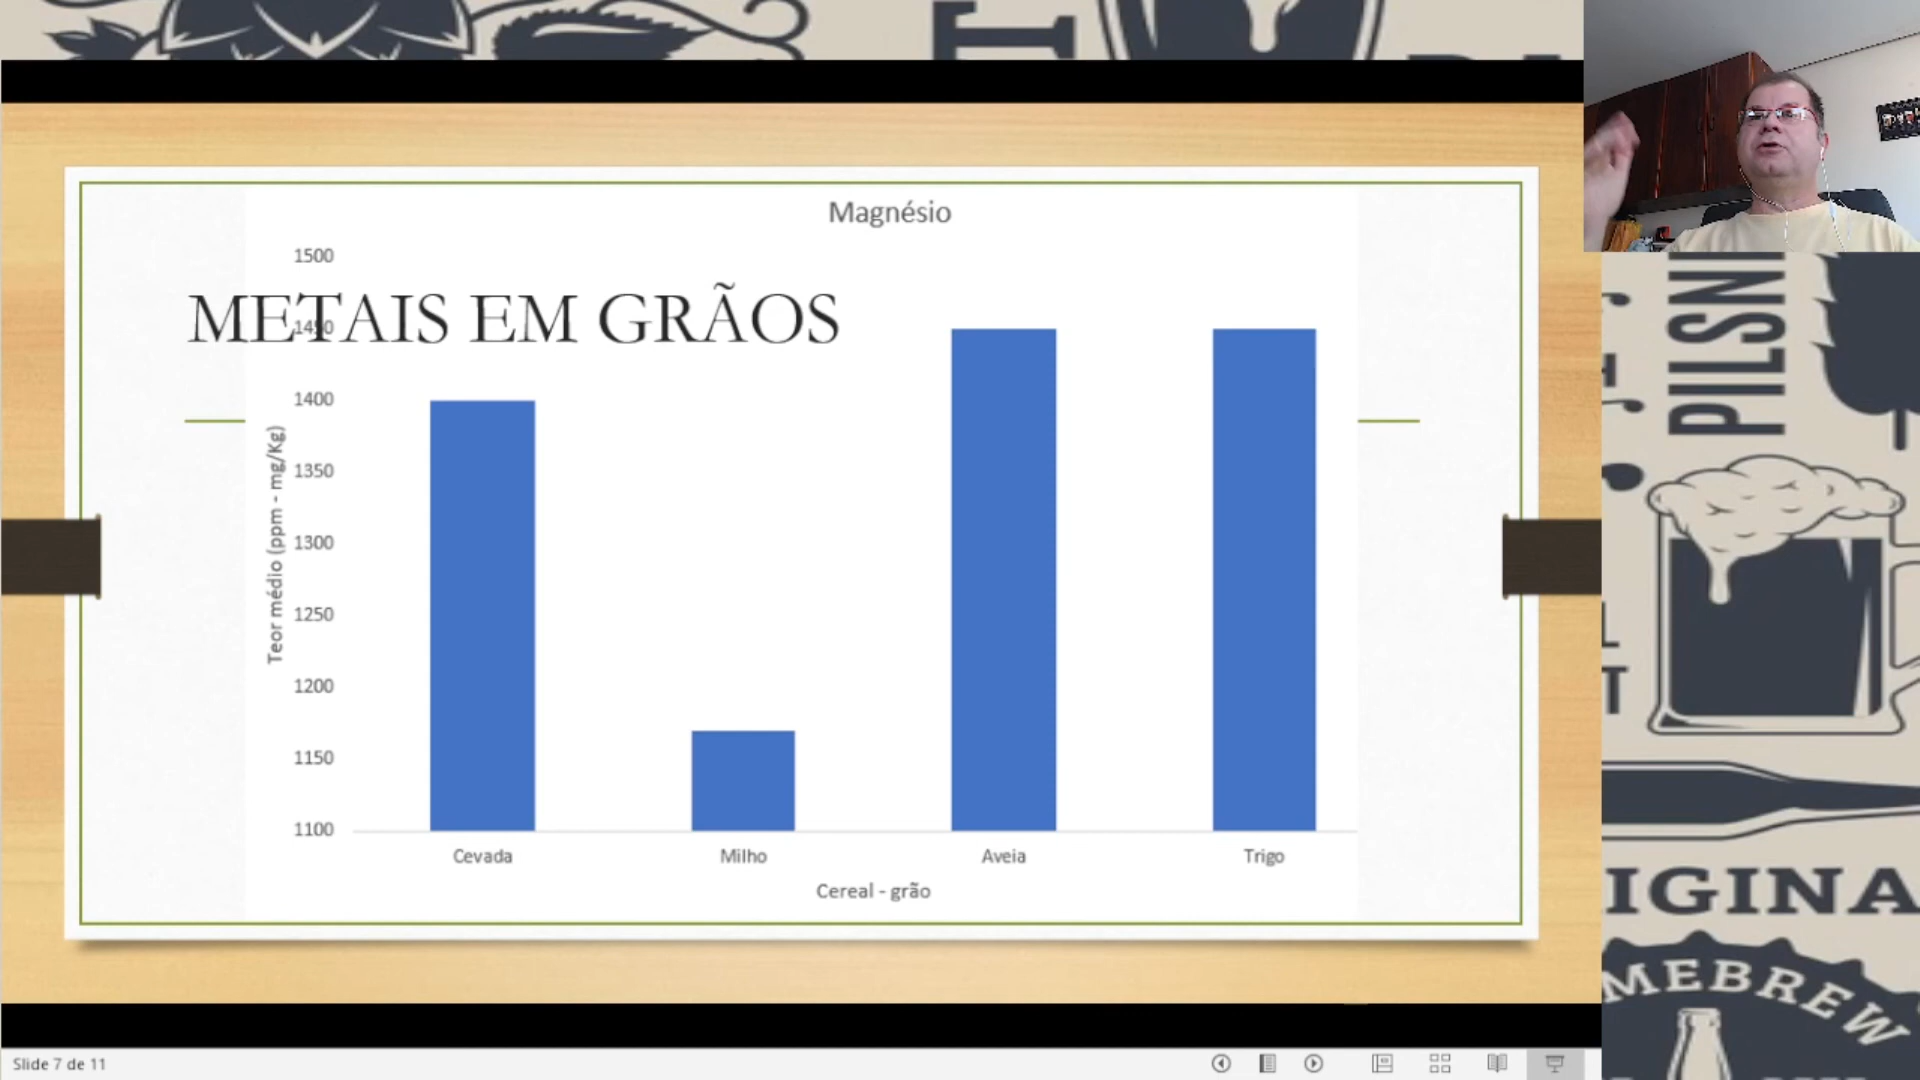 Magnésio
METAIS EM GRÃOS
1500
1450
1400
1350
1300
1250
1200
1150
1100
Teor médio (ppm - mg/Kg)
Cevada
Milho
Aveia
Trigo
Cereal - grão
PILSN
IGINA
MEBREW
Slide 7 de 11